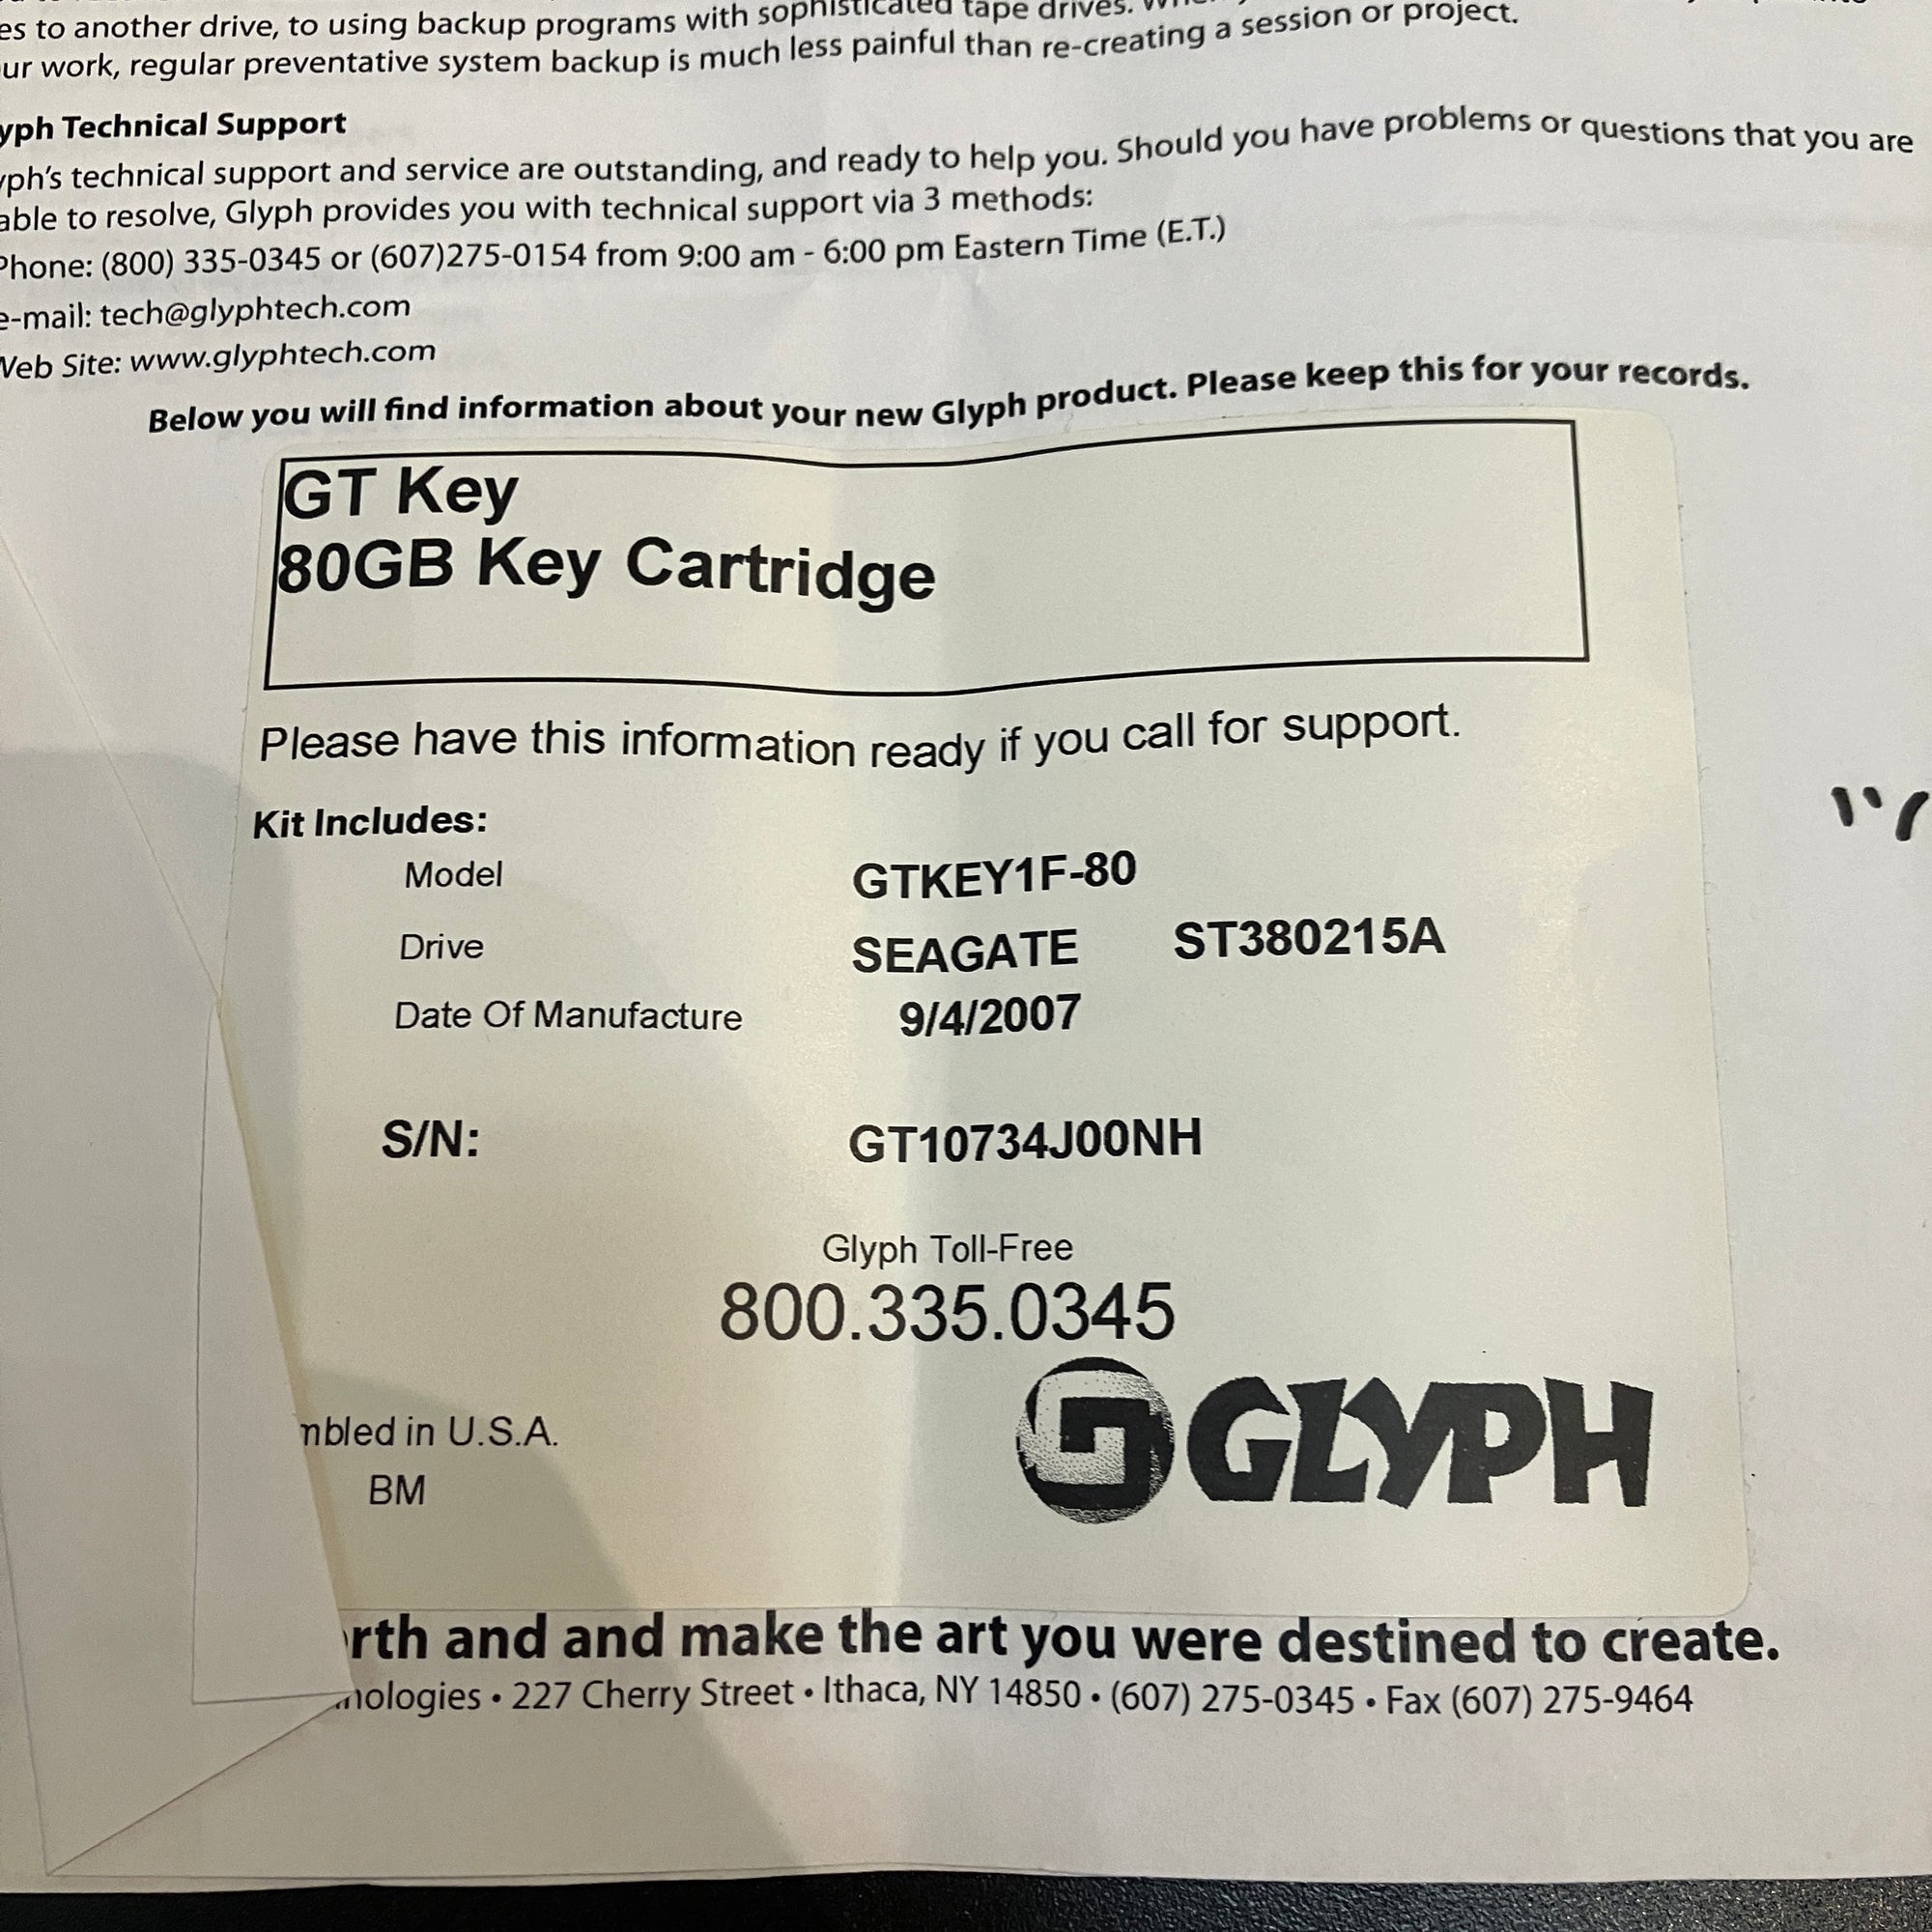 es to another drive, to using backup programs with sophisticated tape drives.
ur work, regular preventative system backup is much less painful than re-creating a session or project.
yph Technical Support
yph's technical support and service are outstanding, and ready to help you. Should you have problems or questions that you are
able to resolve, Glyph provides you with technical support via 3 methods:
Phone: (800) 335-0345 or (607)275-0154 from 9:00 am - 6:00 pm Eastern Time (E.T.)
e-mail: tech@glyphtech.com
Web Site: www.glyphtech.com
Below you will find information about your new Glyph product. Please keep this for your records.
GT Key
80GB Key Cartridge
Please have this information ready if you call for support.
Kit Includes:
Model GTKEY1F-80
Drive SEAGATE ST380215A
Date Of Manufacture 9/4/2007
S/N: GT10734J00NH
Glyph Toll-Free
800.335.0345
GLYPH
mbled in U.S.A.
BM
rth and and make the art you were destined to create.
nologies • 227 Cherry Street • Ithaca, NY 14850 • (607) 275-0345 • Fax (607) 275-9464